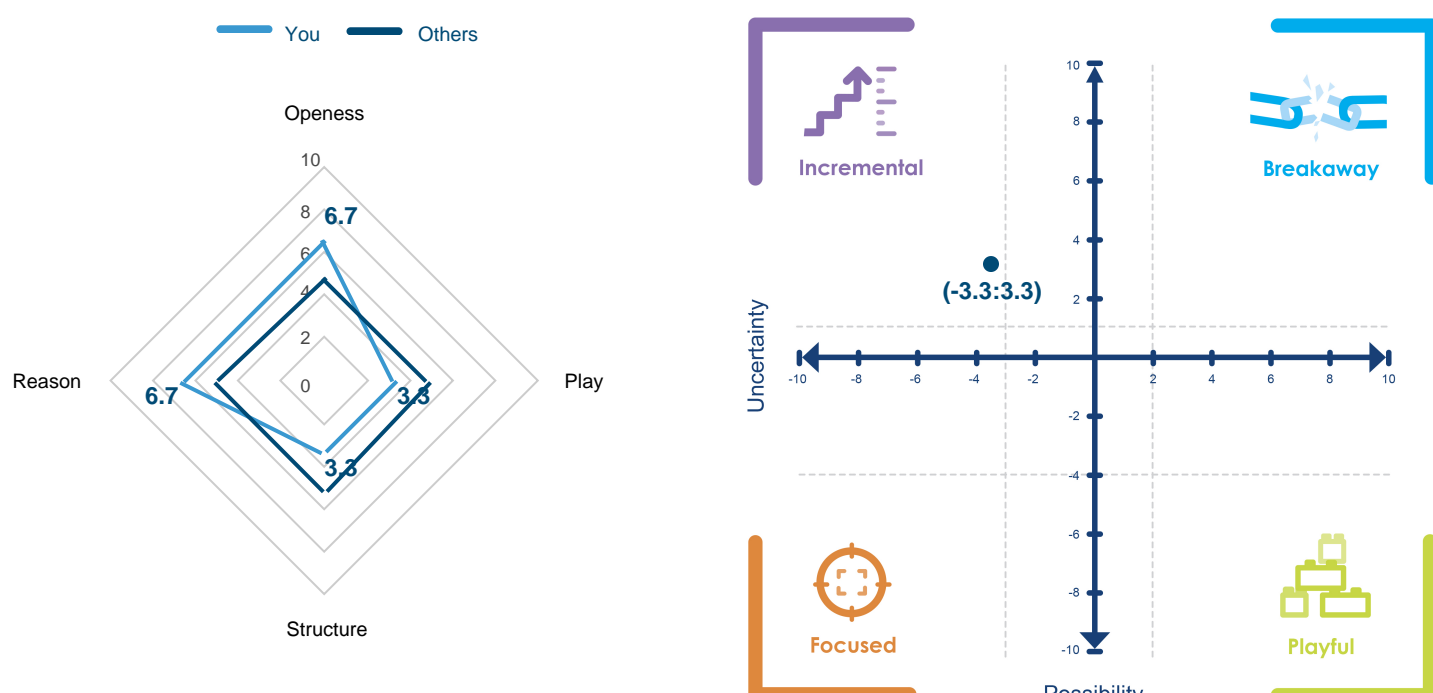 You Others
Openess
10
8
6.7
6
4
2
0
Reason
6.7
3.3
Play
3.3
Structure
10
8
6
4
2
-2
-4
-6
-8
-10
-10 -8 -6 -4 -2 2 4 6 8 10
Incremental
Breakaway
(-3.3:3.3)
Uncertainty
Focused
Playful
Possibility